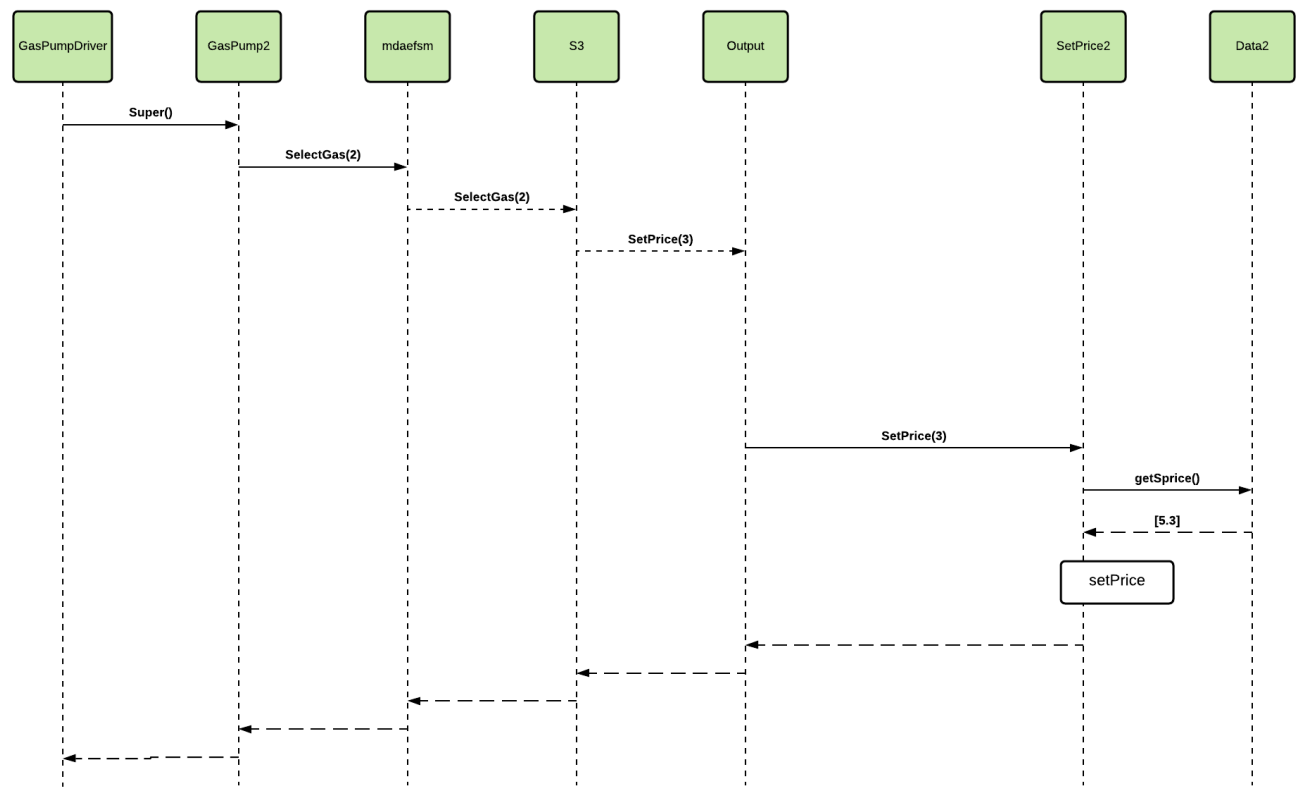 GasPumpDriver
GasPump2
mdaefsm
S3
Output
SetPrice2
Data2
Super()
SelectGas(2)
SelectGas(2)
SetPrice(3)
SetPrice(3)
getSprice()
[5.3]
setPrice